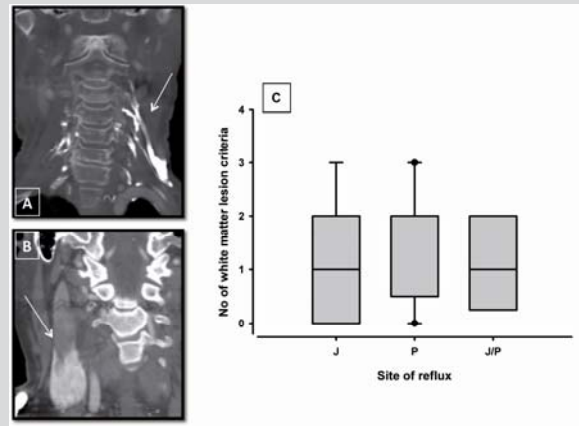 A
B
C
No of white matter lesion criteria
4
3
2
1
0
J
P
J/P
Site of reflux